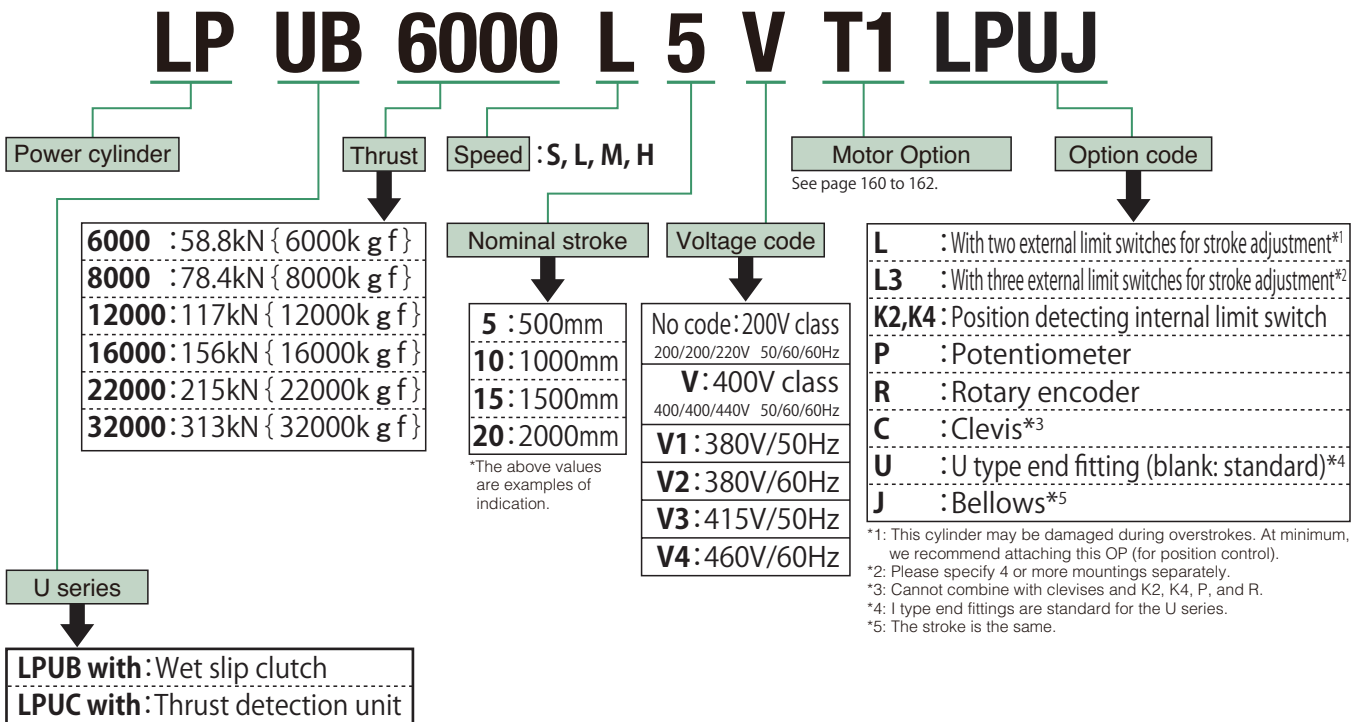 LP UB 6000 L 5 V T1 LPUJ
Power cylinder
Thrust
Speed : S, L, M, H
Motor Option
See page 160 to 162.
Option code
6000 : 58.8kN { 6000k g f }
8000 : 78.4kN { 8000k g f }
12000 : 117kN { 12000k g f }
16000 : 156kN { 16000k g f }
22000 : 215kN { 22000k g f }
32000 : 313kN { 32000k g f }
Nominal stroke
5 : 500mm
10 : 1000mm
15 : 1500mm
20 : 2000mm
*The above values
are examples of
indication.
Voltage code
No code : 200V class
200/200/220V 50/60/60Hz
V : 400V class
400/400/440V 50/60/60Hz
V1 : 380V/50Hz
V2 : 380V/60Hz
V3 : 415V/50Hz
V4 : 460V/60Hz
L : With two external limit switches for stroke adjustment*1
L3 : With three external limit switches for stroke adjustment*2
K2,K4 : Position detecting internal limit switch
P : Potentiometer
R : Rotary encoder
C : Clevis*3
U : U type end fitting (blank: standard)*4
J : Bellows*5
*1: This cylinder may be damaged during overstrokes. At minimum,
we recommend attaching this OP (for position control).
*2: Please specify 4 or more mountings separately.
*3: Cannot combine with clevises and K2, K4, P, and R.
*4: I type end fittings are standard for the U series.
*5: The stroke is the same.
U series
LPUB with : Wet slip clutch
LPUC with : Thrust detection unit